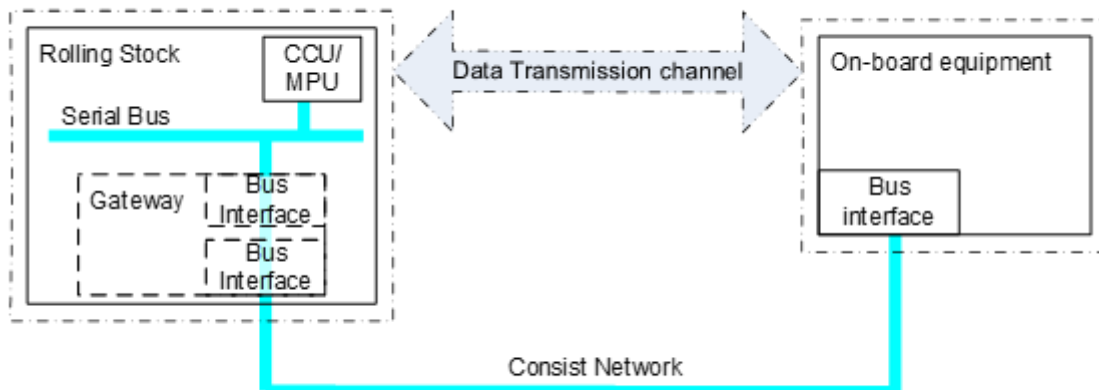 Rolling Stock
CCU/
MPU
Serial Bus
Gateway
Bus
Interface
Bus
Interface
Data Transmission channel
On-board equipment
Bus
interface
Consist Network